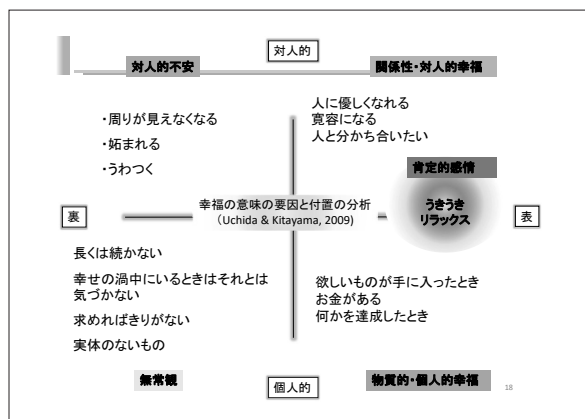 対人的
対人的不安
関係性・対人的幸福
・周りが見えなくなる
・妬まれる
・うわつく
人に優しくなれる
寛容になる
人と分かち合いたい
肯定的感情
うきうき
リラックス
幸福の意味の要因と付置の分析
(Uchida & Kitayama, 2009)
裏
表
長くは続かない
幸せの渦中にいるときはそれとは
気づかない
求めればきりがない
実体のないもの
欲しいものが手に入ったとき
お金がある
何かを達成したとき
無常観
個人的
物質的・個人的幸福
18